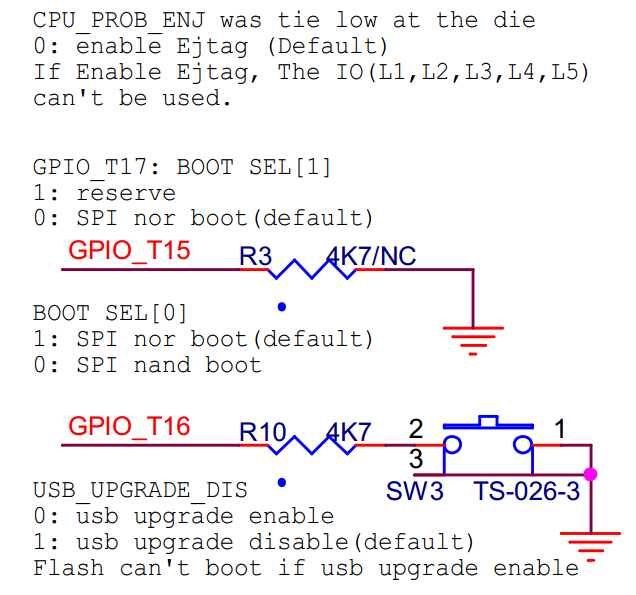 CPU_PROB_ENJ was tie low at the die
0: enable Ejtag (Default)
If Enable Ejtag, The IO(L1,L2,L3,L4,L5)
can't be used.
GPIO_T17: BOOT SEL[1]
1: reserve
0: SPI nor boot(default)
GPIO_T15 R3 4K7/NC
BOOT SEL[0]
1: SPI nor boot(default)
0: SPI nand boot
GPIO_T16 R10 4K7 2 1
3
SW3 TS-026-3
USB_UPGRADE_DIS
0: usb upgrade enable
1: usb upgrade disable(default)
Flash can't boot if usb upgrade enable